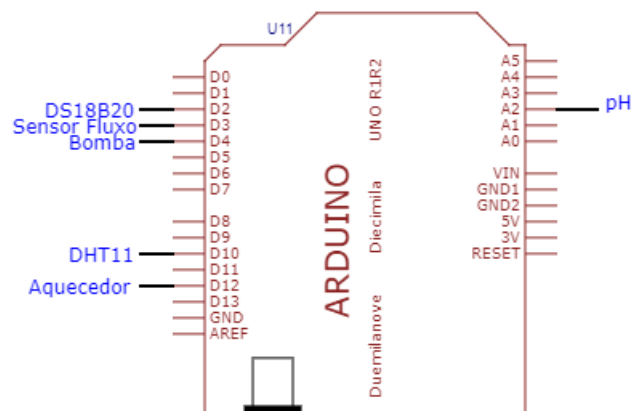 U11
D0
D1
DS18B20 D2
Sensor Fluxo D3
Bomba D4
D5
D6
D7
D8
D9
DHT11 D10
D11
Aquecedor D12
D13
GND
AREF
ARDUINO
UNO R1R2
Diecimila
Duemilanove
A5
A4
A3
A2 pH
A1
A0
VIN
GND1
GND2
5V
3V
RESET